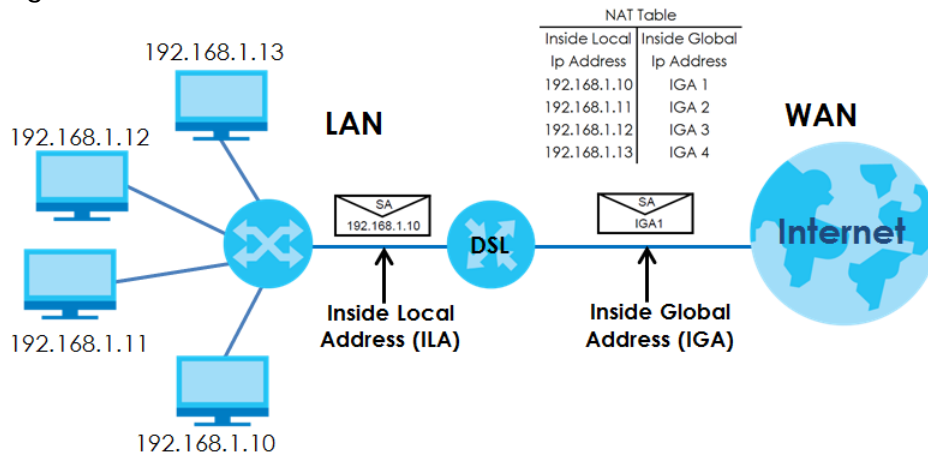 NAT Table
Inside Local Inside Global
Ip Address Ip Address
192.168.1.10 IGA 1
192.168.1.11 IGA 2
192.168.1.12 IGA 3
192.168.1.13 IGA 4
192.168.1.13
192.168.1.12
LAN
WAN
SA
192.168.1.10
SA
IGA1
DSL
Internet
Inside Local
Address (ILA)
Inside Global
Address (IGA)
192.168.1.11
192.168.1.10